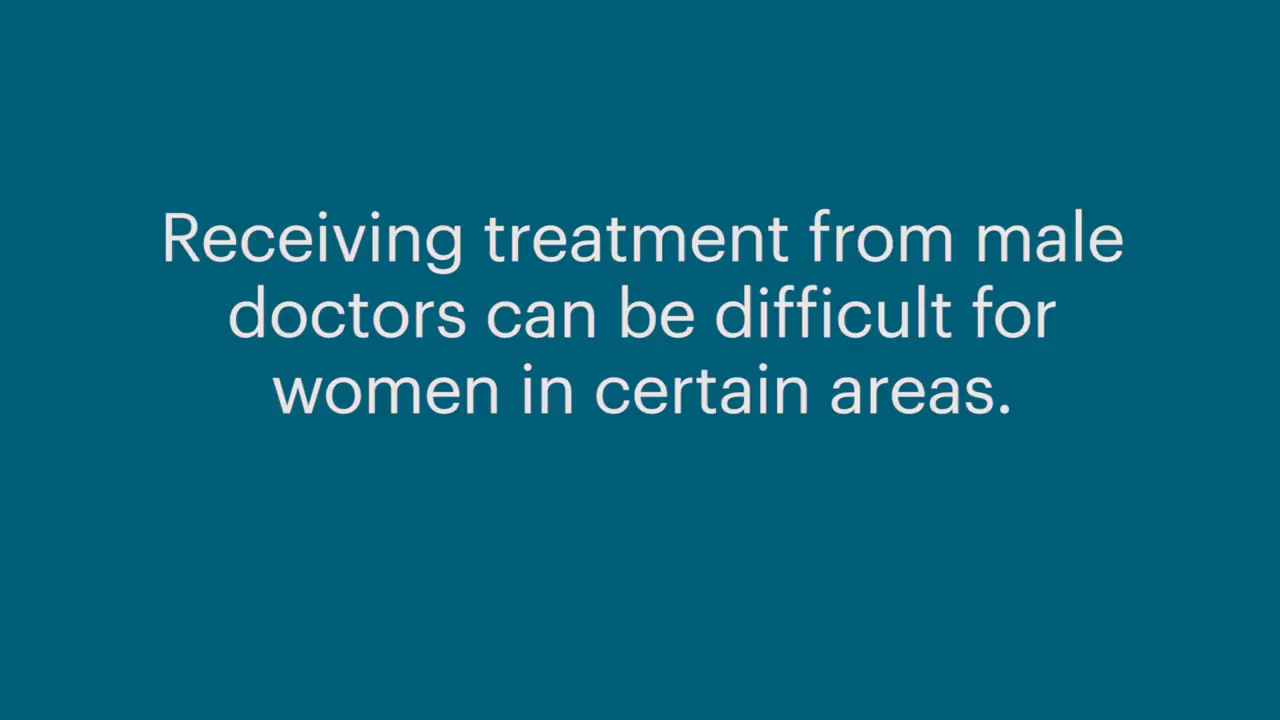 Receiving treatment from male
doctors can be difficult for
women in certain areas.